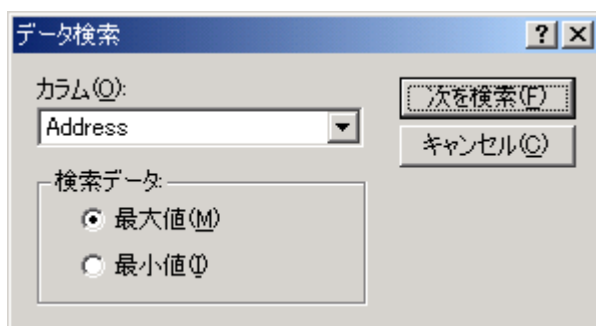 データ検索
カラム(O):
Address
次を検索(F)
キャンセル(C)
検索データ:
最大値(M)
最小値(I)